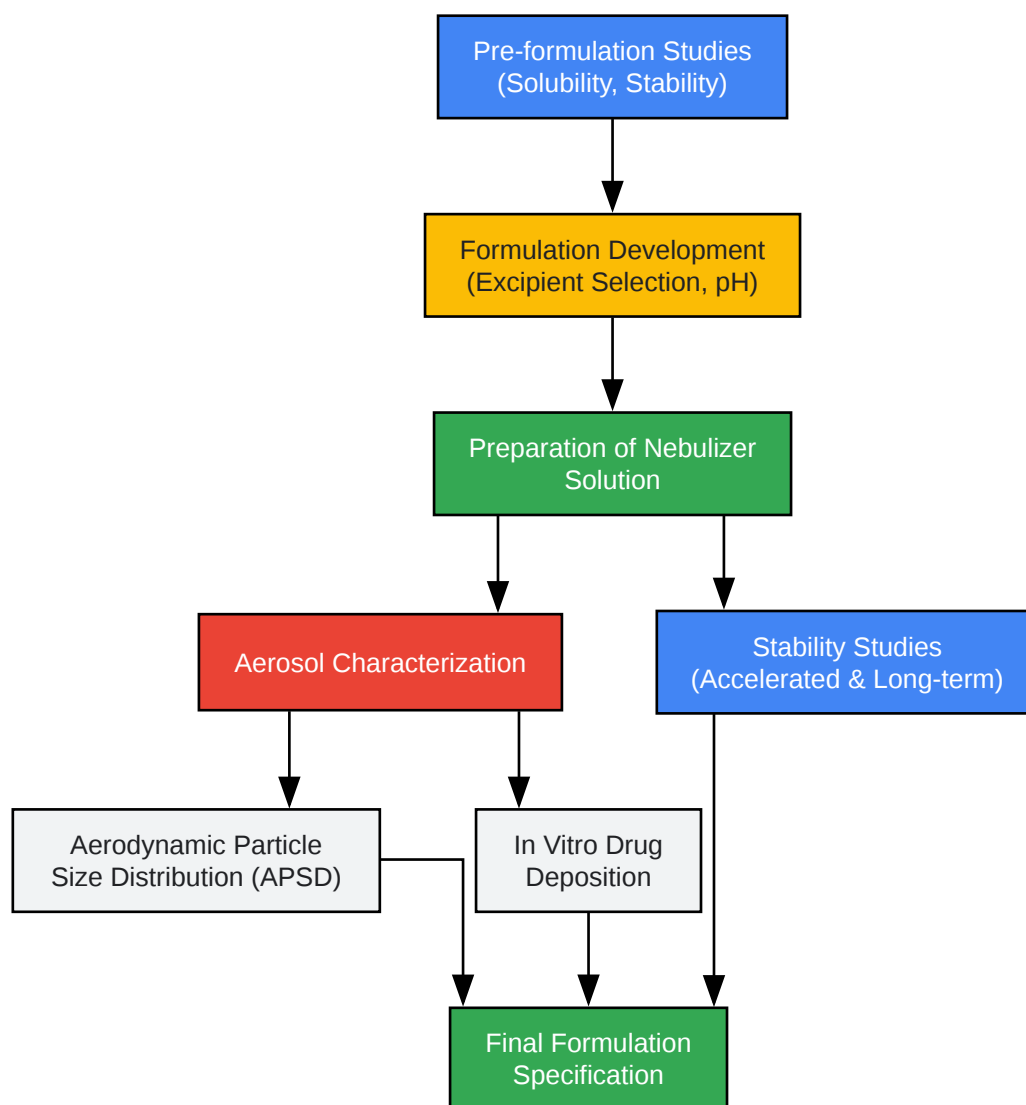 Pre-formulation Studies
(Solubility, Stability)
Formulation Development
(Excipient Selection, pH)
Preparation of Nebulizer
Solution
Aerosol Characterization
Stability Studies
(Accelerated & Long-term)
Aerodynamic Particle
Size Distribution (APSD)
In Vitro Drug
Deposition
Final Formulation
Specification